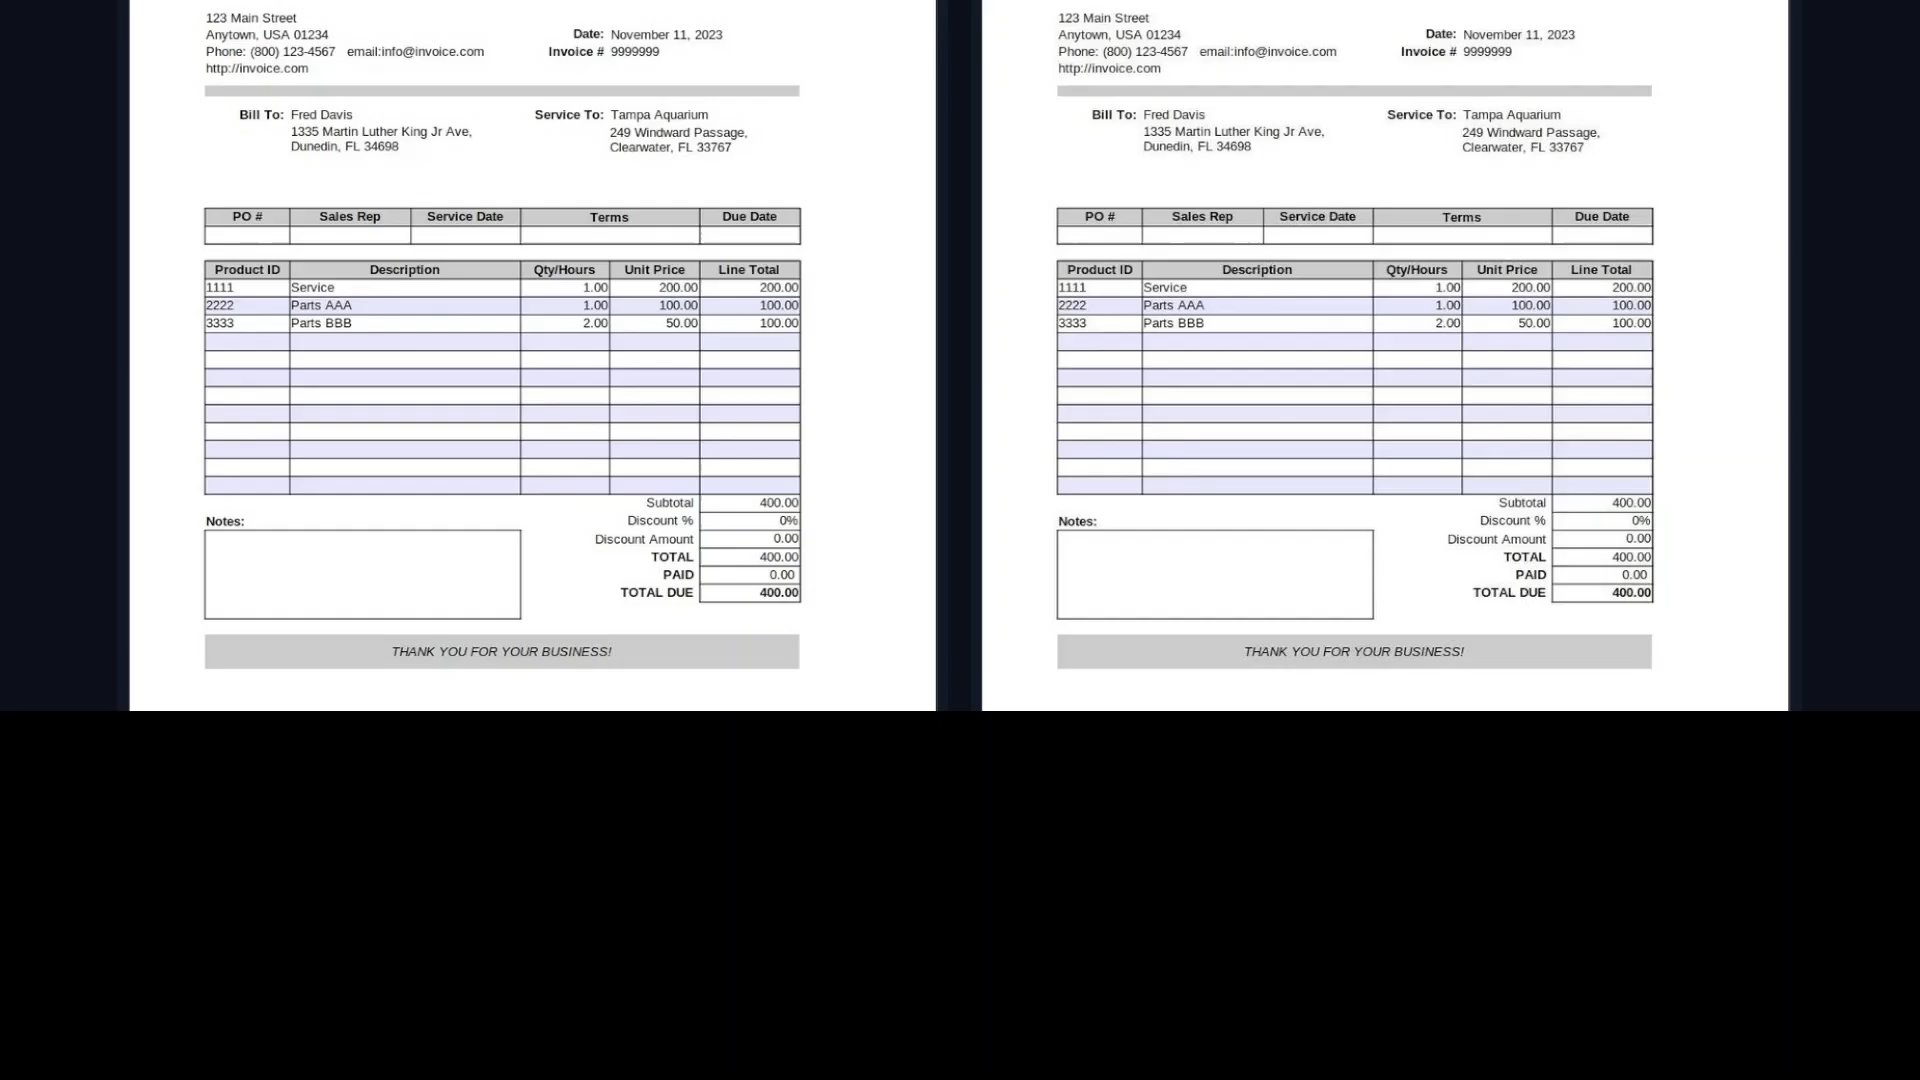 123 Main Street
Anytown, USA 01234
Phone: (800) 123-4567 email:info@invoice.com
http://invoice.com
Date: November 11, 2023
Invoice # 9999999
Bill To: Fred Davis
1335 Martin Luther King Jr Ave,
Dunedin, FL 34698
Service To: Tampa Aquarium
249 Windward Passage,
Clearwater, FL 33767
PO # Sales Rep Service Date Terms Due Date
Product ID Description Qty/Hours Unit Price Line Total
1111 Service 1.00 200.00 200.00
2222 Parts AAA 1.00 100.00 100.00
3333 Parts BBB 2.00 50.00 100.00
Subtotal 400.00
Discount % 0%
Discount Amount 0.00
TOTAL 400.00
PAID 0.00
TOTAL DUE 400.00
Notes:
THANK YOU FOR YOUR BUSINESS!
123 Main Street
Anytown, USA 01234
Phone: (800) 123-4567 email:info@invoice.com
http://invoice.com
Date: November 11, 2023
Invoice # 9999999
Bill To: Fred Davis
1335 Martin Luther King Jr Ave,
Dunedin, FL 34698
Service To: Tampa Aquarium
249 Windward Passage,
Clearwater, FL 33767
PO # Sales Rep Service Date Terms Due Date
Product ID Description Qty/Hours Unit Price Line Total
1111 Service 1.00 200.00 200.00
2222 Parts AAA 1.00 100.00 100.00
3333 Parts BBB 2.00 50.00 100.00
Subtotal 400.00
Discount % 0%
Discount Amount 0.00
TOTAL 400.00
PAID 0.00
TOTAL DUE 400.00
Notes:
THANK YOU FOR YOUR BUSINESS!